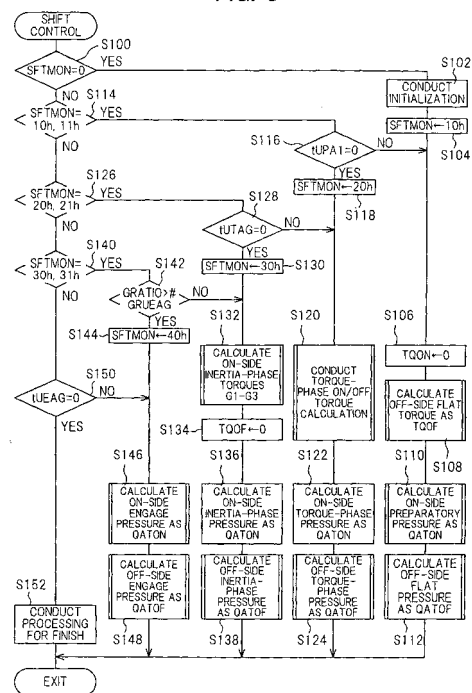 SHIFT
CONTROL
S100
SFTMON=0
YES
S102
CONDUCT
INITIALIZATION
NO
S114
SFTMON=
10h, 11h
YES
SFTMON←10h
S104
S116
tUPA1=0
NO
NO
YES
SFTMON←20h
S118
S126
SFTMON=
20h, 21h
YES
S128
tUTAG=0
NO
NO
YES
SFTMON←30h
S130
S140
SFTMON=
30h, 31h
YES
S142
GRATIO>#
GRUEAG
NO
NO
YES
S144
SFTMON←40h
S132
CALCULATE
ON-SIDE
INERTIA-PHASE
TORQUES
G1-G3
S120
CONDUCT
TORQUE-
PHASE ON/OFF
TORQUE
CALCULATION
S106
TQON←0
S150
tUEAG=0
NO
YES
S134
TQOF←0
CALCULATE
OFF-SIDE FLAT
TORQUE AS
TQOF
S108
S146
CALCULATE
ON-SIDE
ENGAGE
PRESSURE AS
QATON
S136
CALCULATE
ON-SIDE
INERTIA-PHASE
PRESSURE AS
QATON
S122
CALCULATE
ON-SIDE
TORQUE-PHASE
PRESSURE AS
QATON
S110
CALCULATE
ON-SIDE
PREPARATORY
PRESSURE AS
QATON
S152
CONDUCT
PROCESSING
FOR FINISH
CALCULATE
OFF-SIDE
ENGAGE
PRESSURE AS
QATOF
S148
CALCULATE
OFF-SIDE
INERTIA-
PHASE
PRESSURE
AS QATOF
S138
CALCULATE
OFF-SIDE
TORQUE-
PHASE
PRESSURE
AS QATOF
S124
CALCULATE
OFF-SIDE
FLAT
PRESSURE
AS QATOF
S112
EXIT